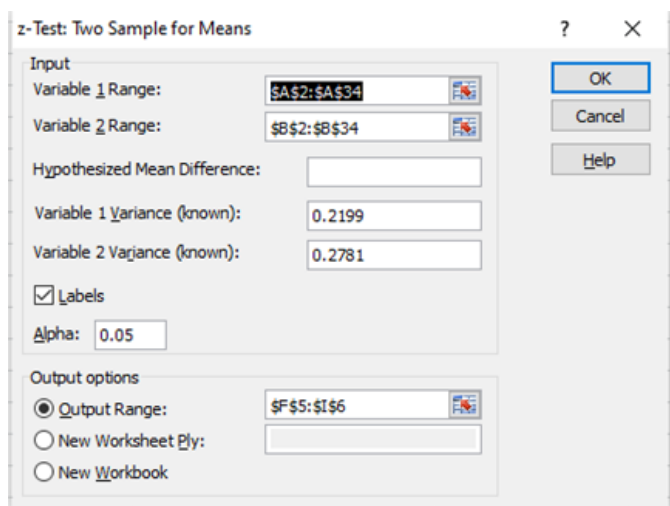 z-Test: Two Sample for Means ? ×
Input
Variable 1 Range: $A$2:$A$34 OK
Variable 2 Range: $B$2:$B$34 Cancel
Hypothesized Mean Difference: Help
Variable 1 Variance (known): 0.2199
Variable 2 Variance (known): 0.2781
Labels
Alpha: 0.05
Output options
Output Range: $F$5:$I$6
New Worksheet Ply:
New Workbook